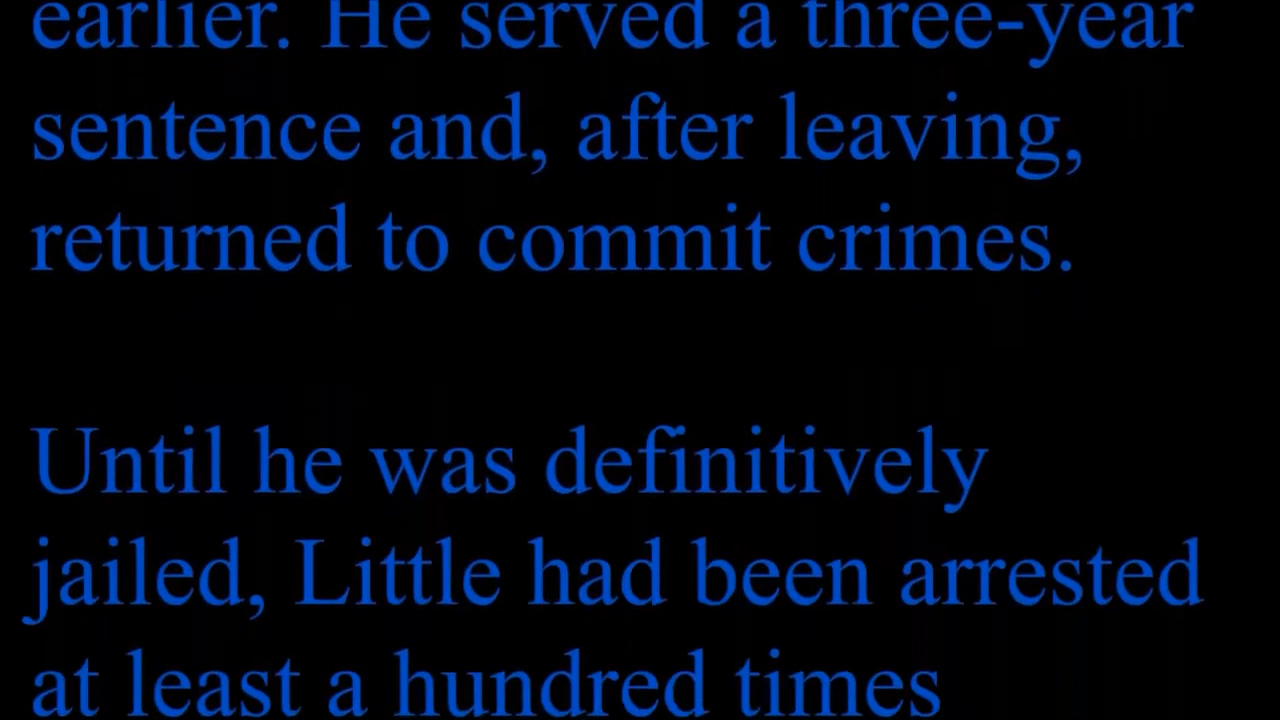 earlier. He served a three-year
sentence and, after leaving,
returned to commit crimes.
Until he was definitively
jailed, Little had been arrested
at least a hundred times